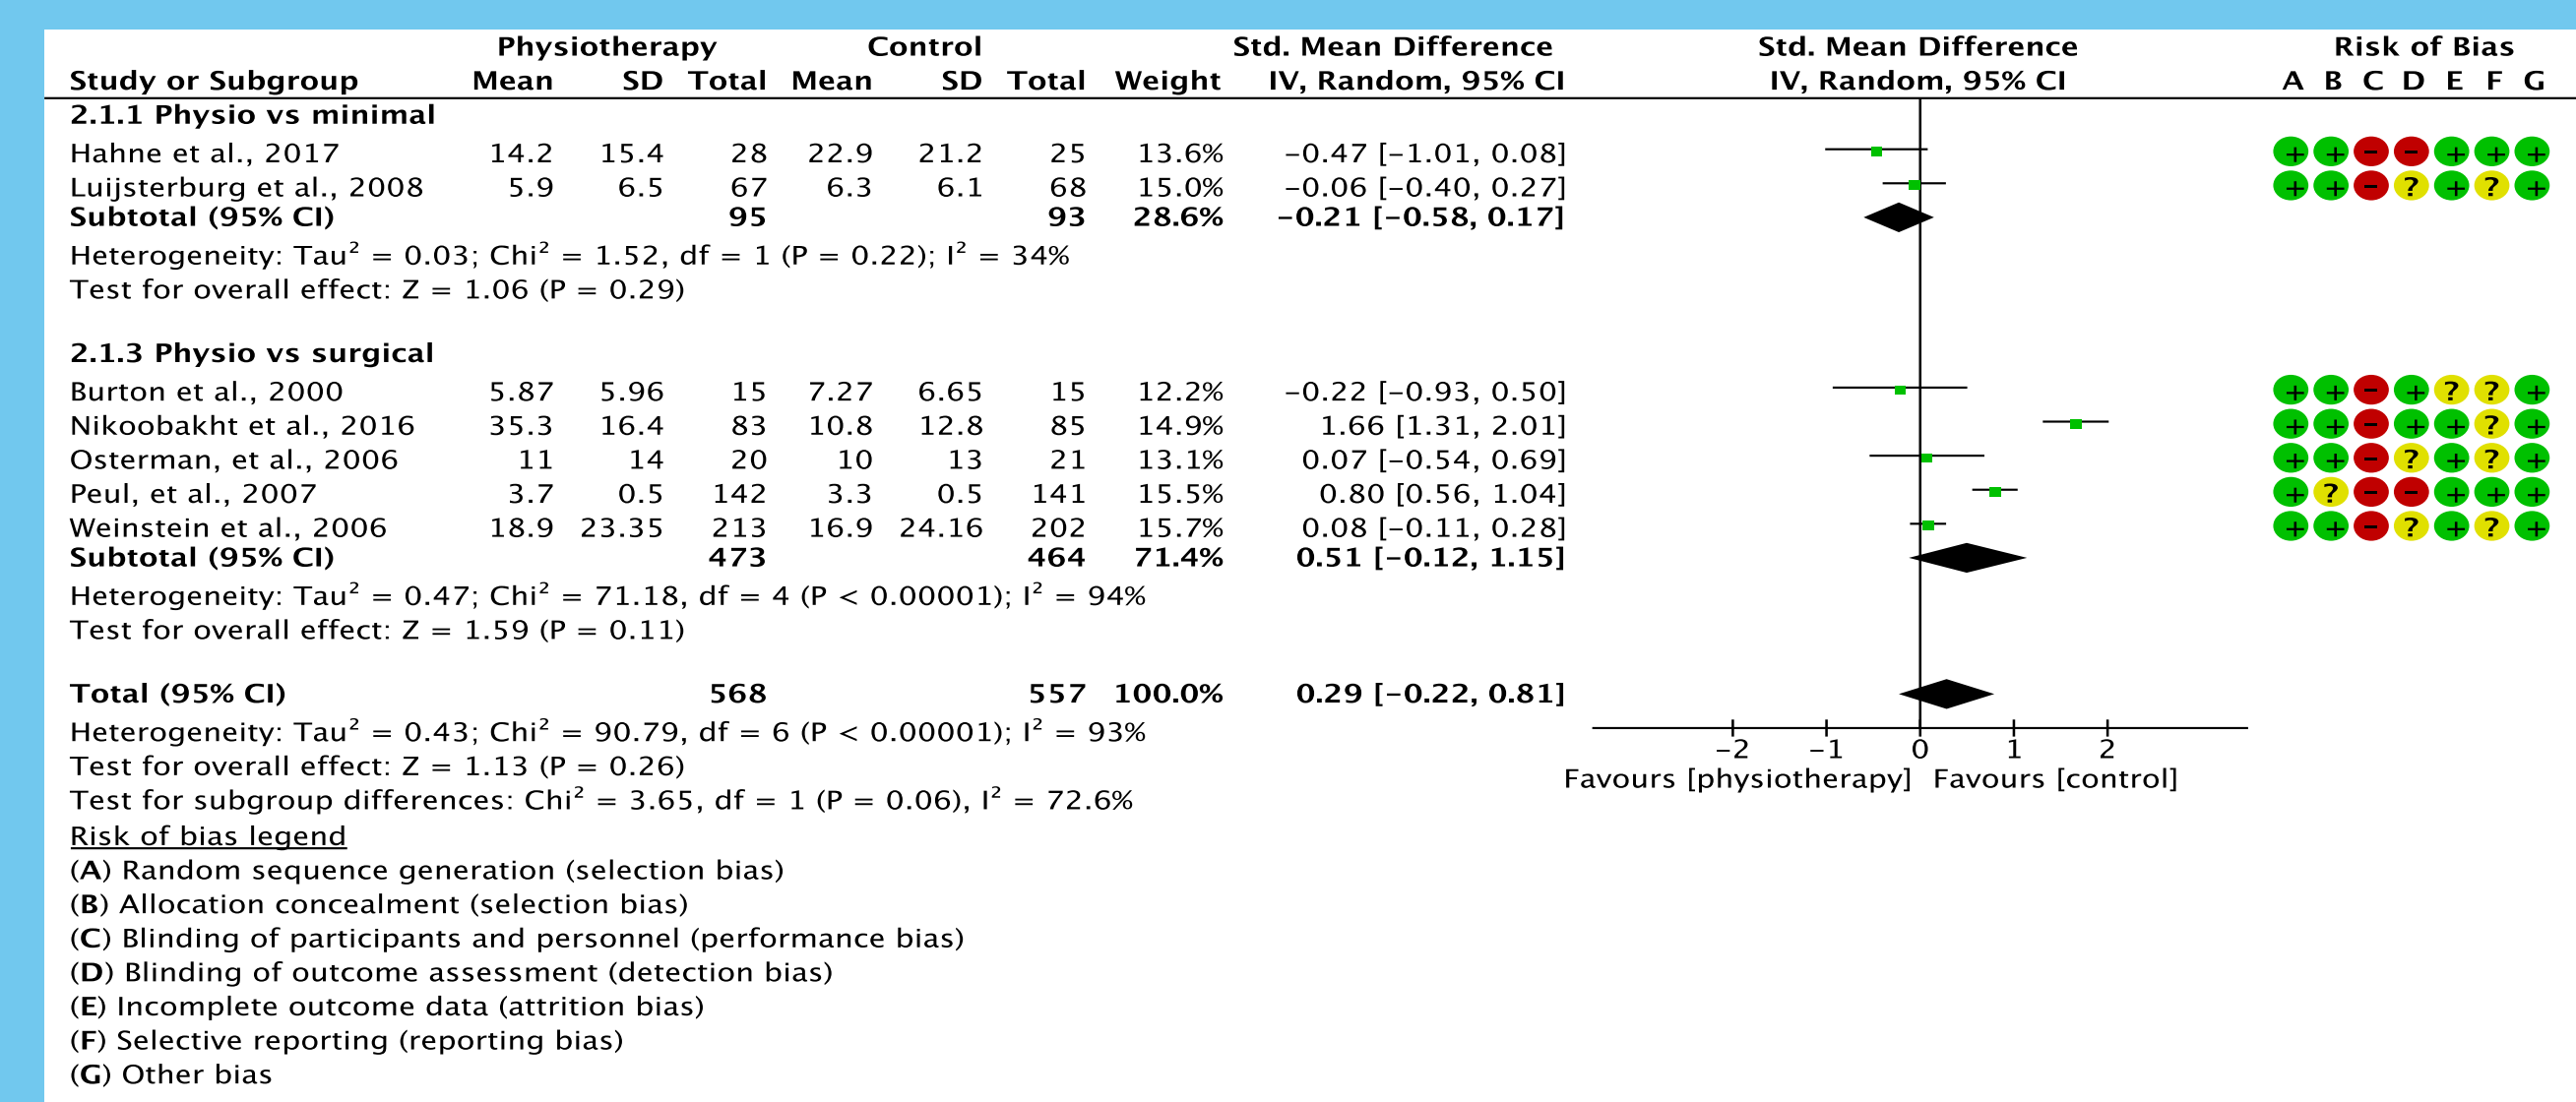 Physiotherapy Control Std. Mean Difference Std. Mean Difference Risk of Bias
Study or Subgroup Mean SD Total Mean SD Total Weight IV, Random, 95% CI IV, Random, 95% CI A B C D E F G
2.1.1 Physio vs minimal
Hahne et al., 2017 14.2 15.4 28 22.9 21.2 25 13.6% −0.47 [−1.01, 0.08] + + − − + + +
Luijsterburg et al., 2008 5.9 6.5 67 6.3 6.1 68 15.0% −0.06 [−0.40, 0.27] + + − ? + ? +
Subtotal (95% CI) 95 93 28.6% −0.21 [−0.58, 0.17]
Heterogeneity: Tau² = 0.03; Chi² = 1.52, df = 1 (P = 0.22); I² = 34%
Test for overall effect: Z = 1.06 (P = 0.29)
2.1.3 Physio vs surgical
Burton et al., 2000 5.87 5.96 15 7.27 6.65 15 12.2% −0.22 [−0.93, 0.50] + + − + ? ? +
Nikoobakht et al., 2016 35.3 16.4 83 10.8 12.8 85 14.9% 1.66 [1.31, 2.01] + + − + + ? +
Osterman, et al., 2006 11 14 20 10 13 21 13.1% 0.07 [−0.54, 0.69] + + − ? + ? +
Peul, et al., 2007 3.7 0.5 142 3.3 0.5 141 15.5% 0.80 [0.56, 1.04] + ? − − + + +
Weinstein et al., 2006 18.9 23.35 213 16.9 24.16 202 15.7% 0.08 [−0.11, 0.28] + + − ? + ? +
Subtotal (95% CI) 473 464 71.4% 0.51 [−0.12, 1.15]
Heterogeneity: Tau² = 0.47; Chi² = 71.18, df = 4 (P < 0.00001); I² = 94%
Test for overall effect: Z = 1.59 (P = 0.11)
Total (95% CI) 568 557 100.0% 0.29 [−0.22, 0.81]
Heterogeneity: Tau² = 0.43; Chi² = 90.79, df = 6 (P < 0.00001); I² = 93%
Test for overall effect: Z = 1.13 (P = 0.26)
Test for subgroup differences: Chi² = 3.65, df = 1 (P = 0.06), I² = 72.6%
−2 −1 0 1 2
Favours [physiotherapy] Favours [control]
Risk of bias legend
(A) Random sequence generation (selection bias)
(B) Allocation concealment (selection bias)
(C) Blinding of participants and personnel (performance bias)
(D) Blinding of outcome assessment (detection bias)
(E) Incomplete outcome data (attrition bias)
(F) Selective reporting (reporting bias)
(G) Other bias